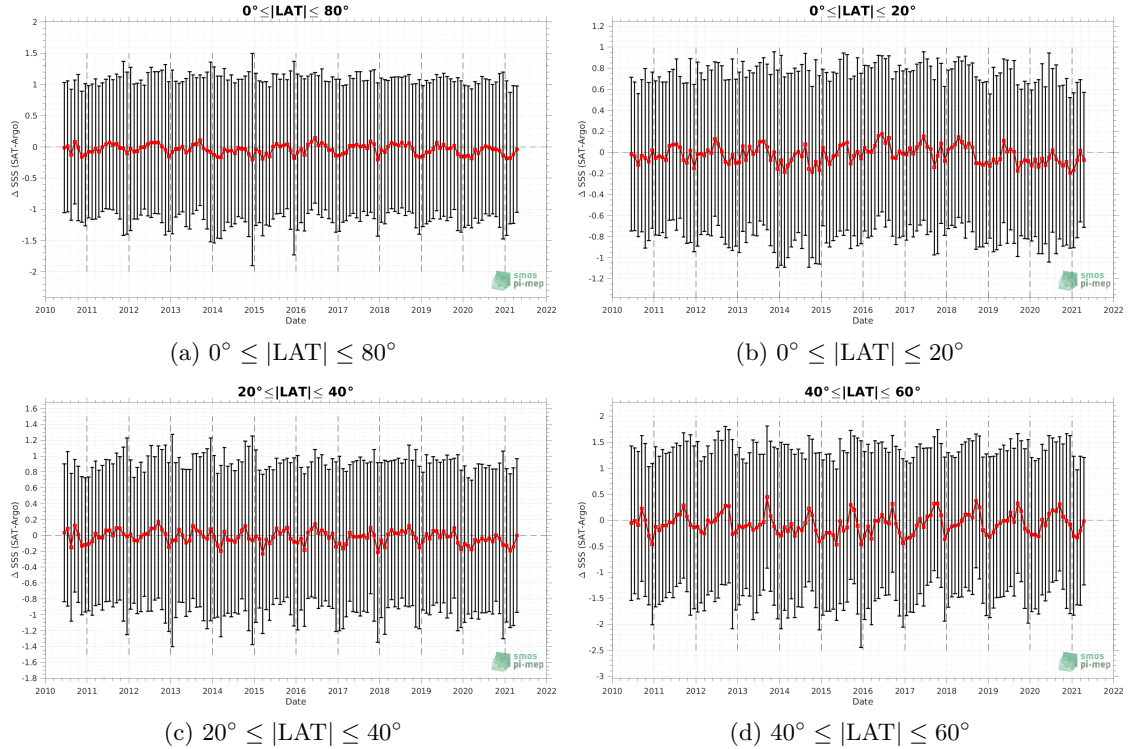 0°≤|LAT|≤ 80°
2
1.5
1
0.5
0
-0.5
-1
-1.5
-2
Δ SSS (SAT-Argo)
2010 2011 2012 2013 2014 2015 2016 2017 2018 2019 2020 2021 2022
Date
smos
pi-mep
(a) 0° ≤ |LAT| ≤ 80°
0°≤|LAT|≤ 20°
1.2
1
0.8
0.6
0.4
0.2
0
-0.2
-0.4
-0.6
-0.8
-1
-1.2
Δ SSS (SAT-Argo)
2010 2011 2012 2013 2014 2015 2016 2017 2018 2019 2020 2021 2022
Date
smos
pi-mep
(b) 0° ≤ |LAT| ≤ 20°
20°≤|LAT|≤ 40°
1.6
1.4
1.2
1
0.8
0.6
0.4
0.2
0
-0.2
-0.4
-0.6
-0.8
-1
-1.2
-1.4
-1.6
-1.8
Δ SSS (SAT-Argo)
2010 2011 2012 2013 2014 2015 2016 2017 2018 2019 2020 2021 2022
Date
smos
pi-mep
(c) 20° ≤ |LAT| ≤ 40°
40°≤|LAT|≤ 60°
2
1.5
1
0.5
0
-0.5
-1
-1.5
-2
-2.5
-3
Δ SSS (SAT-Argo)
2010 2011 2012 2013 2014 2015 2016 2017 2018 2019 2020 2021 2022
Date
smos
pi-mep
(d) 40° ≤ |LAT| ≤ 60°